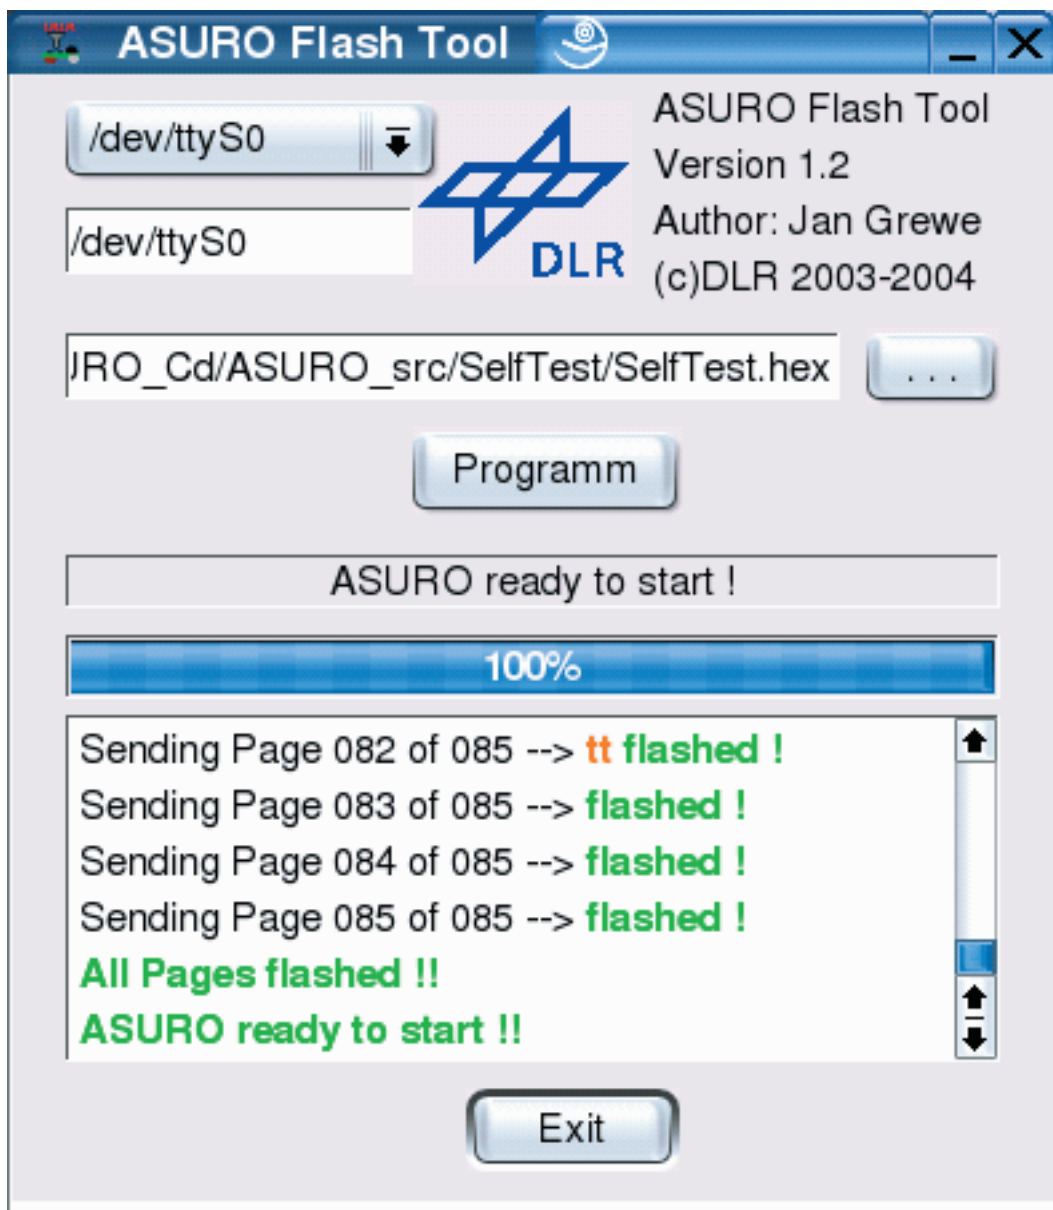 ASURO Flash Tool
/dev/ttyS0
ASURO Flash Tool
Version 1.2
Author: Jan Grewe
(c)DLR 2003-2004
DLR
/dev/ttyS0
JRO_Cd/ASURO_src/SelfTest/SelfTest.hex
...
Programm
ASURO ready to start !
100%
Sending Page 082 of 085 --> tt flashed !
Sending Page 083 of 085 --> flashed !
Sending Page 084 of 085 --> flashed !
Sending Page 085 of 085 --> flashed !
All Pages flashed !!
ASURO ready to start !!
Exit